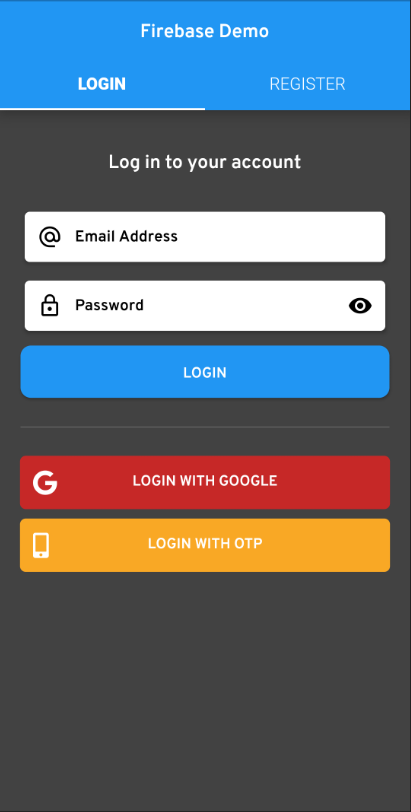 Firebase Demo
LOGIN REGISTER
Log in to your account
Email Address
Password
LOGIN
LOGIN WITH GOOGLE
LOGIN WITH OTP